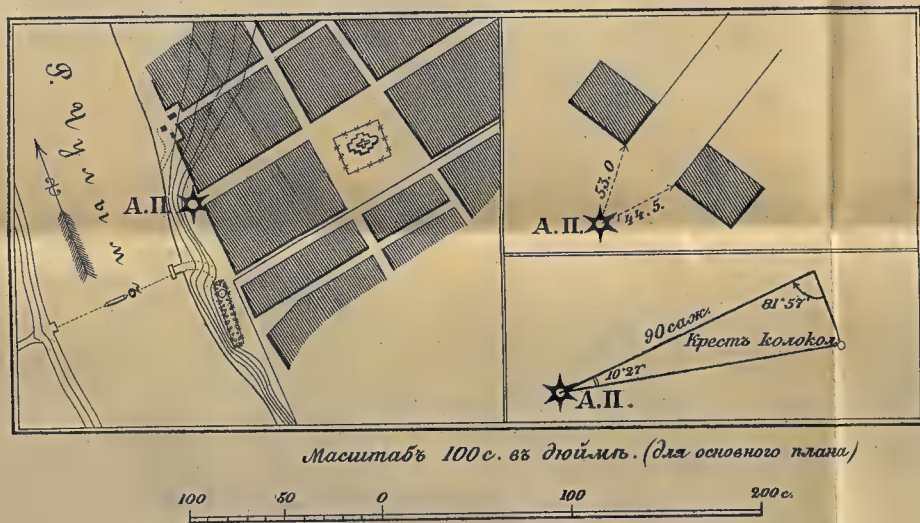 А.П.
53.0
44.5.
А.П.
90 саж.
81°57'
Крестъ колокол.
10°27'
А.П.
Масштабъ 100 с. въ дюймѣ. (для основного плана)
100 50 0 100 200 с.